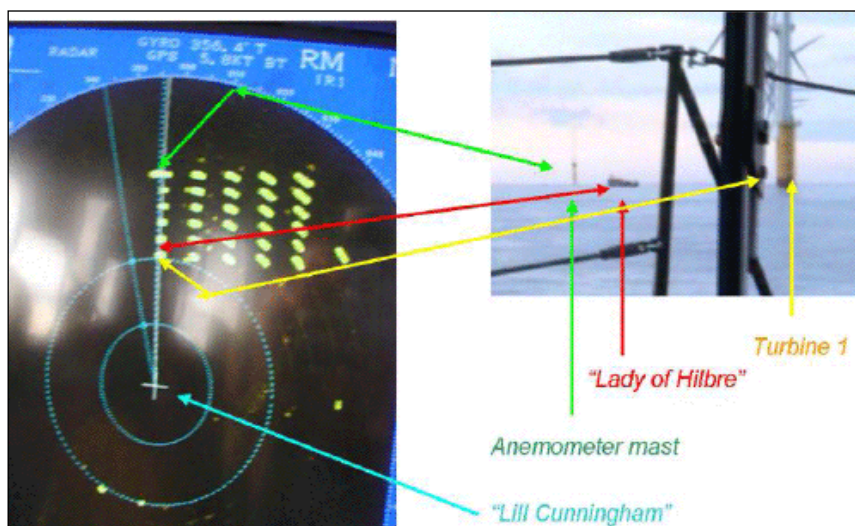 RADAR
GYRO 356.4°T
GPS 5.8KT BT
RM
(R)
Turbine 1
"Lady of Hilbre"
Anemometer mast
"Lill Cunningham"